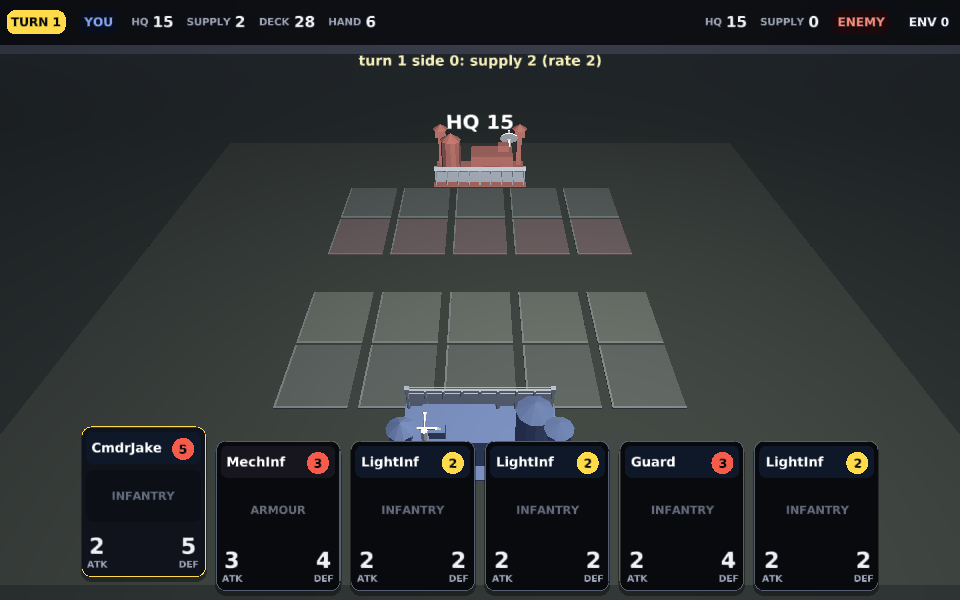 TURN 1 YOU HQ 15 SUPPLY 2 DECK 28 HAND 6 HQ 15 SUPPLY 0 ENEMY ENV 0
turn 1 side 0: supply 2 (rate 2)
HQ 15
CmdrJake 5
INFANTRY
2 5
ATK DEF
MechInf 3
ARMOUR
3 4
ATK DEF
LightInf 2
INFANTRY
2 2
ATK DEF
LightInf 2
INFANTRY
2 2
ATK DEF
Guard 3
INFANTRY
2 4
ATK DEF
LightInf 2
INFANTRY
2 2
ATK DEF